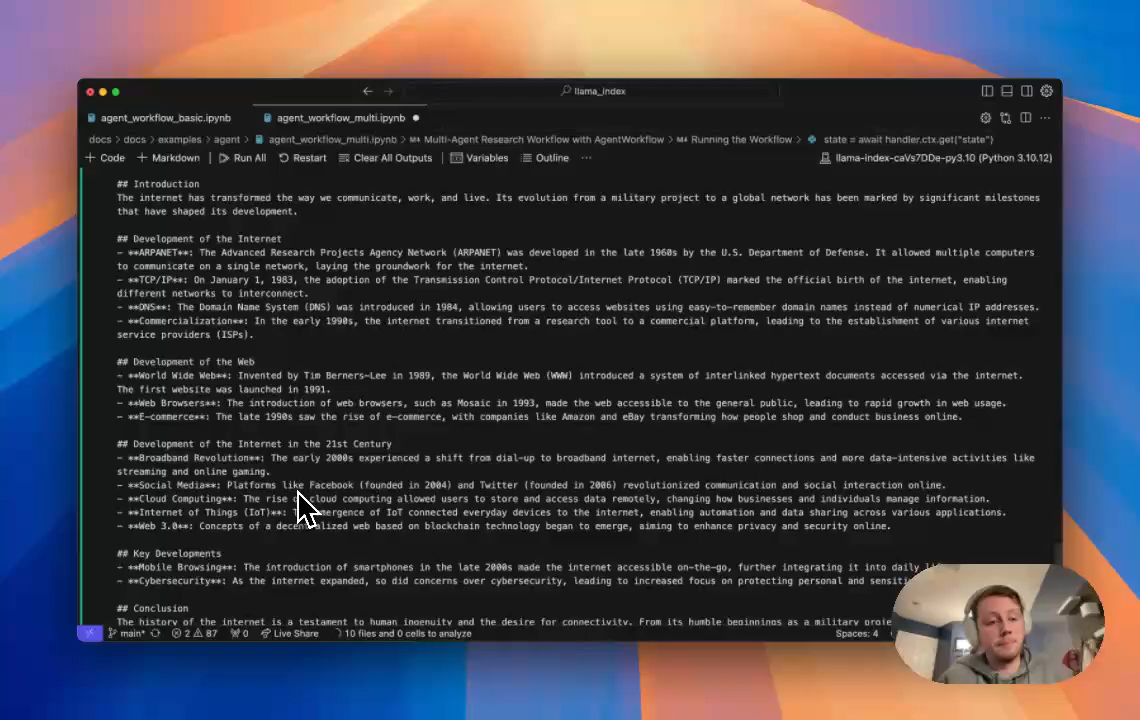 llama_index
agent_workflow_basic.ipynb
agent_workflow_multi.ipynb
docs > docs > examples > agent > agent_workflow_multi.ipynb > M↓ Multi-Agent Research Workflow with AgentWorkflow > M↓ Running the Workflow > state = await handler.ctx.get("state")
+ Code + Markdown Run All Restart Clear All Outputs Variables Outline ... llama-index-caVs7DDe-py3.10 (Python 3.10.12)
## Introduction
The internet has transformed the way we communicate, work, and live. Its evolution from a military project to a global network has been marked by significant milestones
that have shaped its development.
## Development of the Internet
- **ARPANET**: The Advanced Research Projects Agency Network (ARPANET) was developed in the late 1960s by the U.S. Department of Defense. It allowed multiple computers
to communicate on a single network, laying the groundwork for the internet.
- **TCP/IP**: On January 1, 1983, the adoption of the Transmission Control Protocol/Internet Protocol (TCP/IP) marked the official birth of the internet, enabling
different networks to interconnect.
- **DNS**: The Domain Name System (DNS) was introduced in 1984, allowing users to access websites using easy-to-remember domain names instead of numerical IP addresses.
- **Commercialization**: In the early 1990s, the internet transitioned from a research tool to a commercial platform, leading to the establishment of various internet
service providers (ISPs).
## Development of the Web
- **World Wide Web**: Invented by Tim Berners-Lee in 1989, the World Wide Web (WWW) introduced a system of interlinked hypertext documents accessed via the internet.
The first website was launched in 1991.
- **Web Browsers**: The introduction of web browsers, such as Mosaic in 1993, made the web accessible to the general public, leading to rapid growth in web usage.
- **E-commerce**: The late 1990s saw the rise of e-commerce, with companies like Amazon and eBay transforming how people shop and conduct business online.
## Development of the Internet in the 21st Century
- **Broadband Revolution**: The early 2000s experienced a shift from dial-up to broadband internet, enabling faster connections and more data-intensive activities like
streaming and online gaming.
- **Social Media**: Platforms like Facebook (founded in 2004) and Twitter (founded in 2006) revolutionized communication and social interaction online.
- **Cloud Computing**: The rise cloud computing allowed users to store and access data remotely, changing how businesses and individuals manage information.
- **Internet of Things (IoT)**: emergence of IoT connected everyday devices to the internet, enabling automation and data sharing across various applications.
- **Web 3.0**: Concepts of a decentralized web based on blockchain technology began to emerge, aiming to enhance privacy and security online.
## Key Developments
- **Mobile Browsing**: The introduction of smartphones in the late 2000s made the internet accessible on-the-go, further integrating it into daily
- **Cybersecurity**: As the internet expanded, so did concerns over cybersecurity, leading to increased focus on protecting personal and
## Conclusion
The history of the internet is a testament to human ingenuity and the desire for connectivity. From its humble beginnings as a military
main* 2 87 0 Live Share 10 files and 0 cells to analyze Spaces: 4